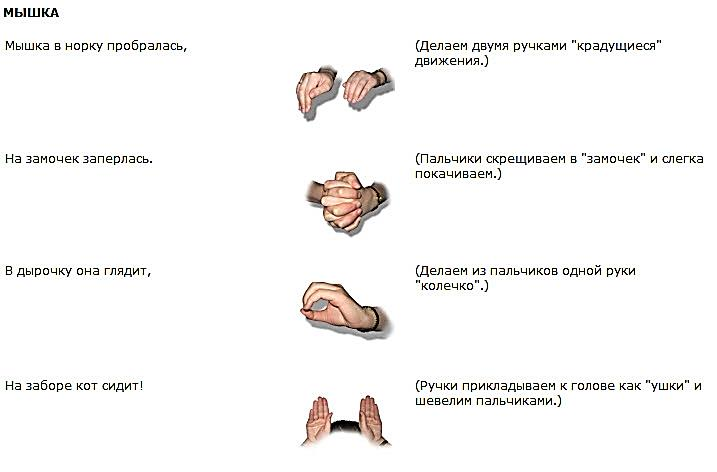 МЫШКА
Мышка в норку пробралась,
(Делаем двумя ручками "крадущиеся"
движения.)
На замочек заперлась.
(Пальчики скрещиваем в "замочек" и слегка
покачиваем.)
В дырочку она глядит,
(Делаем из пальчиков одной руки
"колечко".)
На заборе кот сидит!
(Ручки прикладываем к голове как "ушки" и
шевелим пальчиками.)